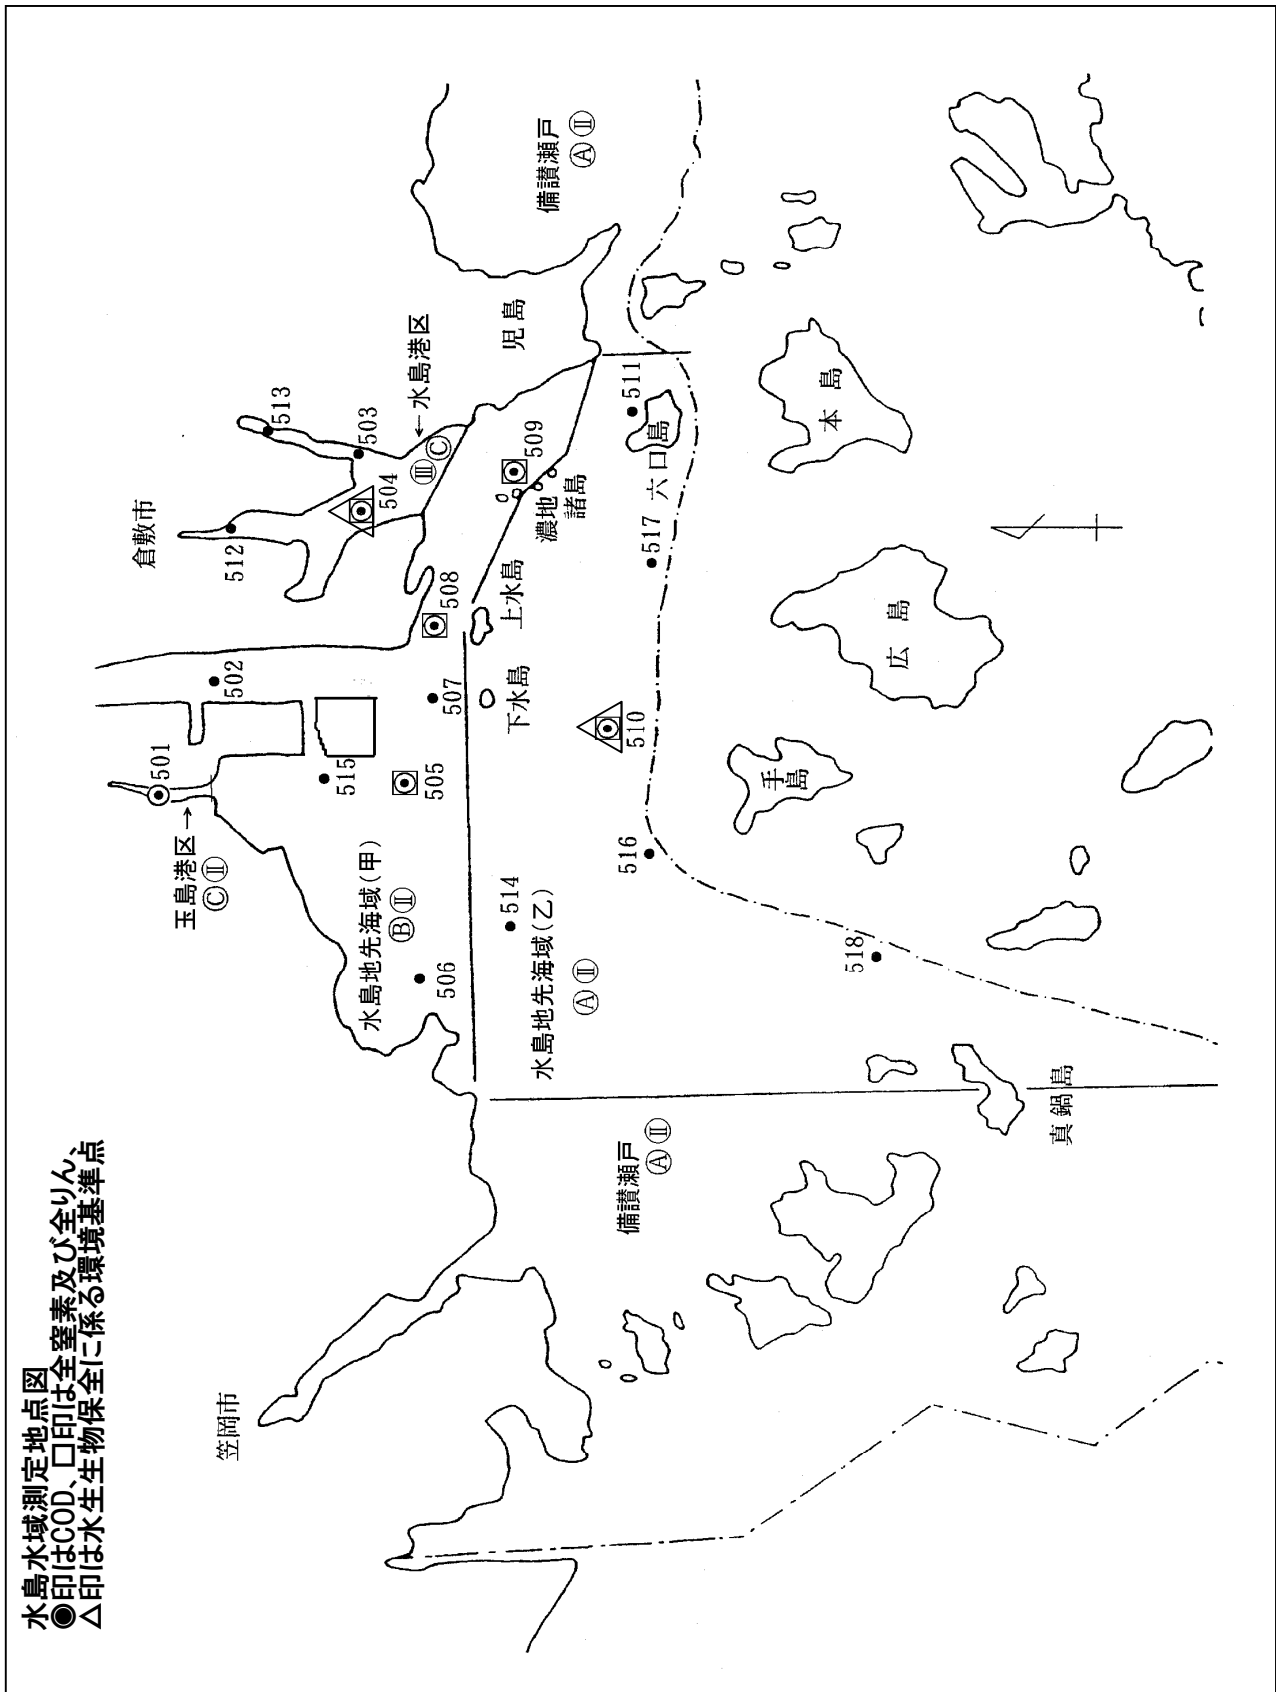 水島水域測定地点図
◉印はCOD、口印は全窒素及び全りん、
△印は水生生物保全に係る環境基準点
笠岡市
倉敷市
玉島港区
Ⓒ Ⅱ
501
502
512
513
503
504
水島港区
Ⅲ Ⓒ
児島
備讃瀬戸
Ⓐ Ⅱ
水島地先海域(甲)
Ⓑ Ⅱ
515
505
506
507
508
509
濃地
諸島
上水島
下水島
514
水島地先海域(乙)
Ⓐ Ⅱ
510
511
六口島
517
516
518
備讃瀬戸
Ⓐ Ⅱ
手島
広島
本島
真鍋島